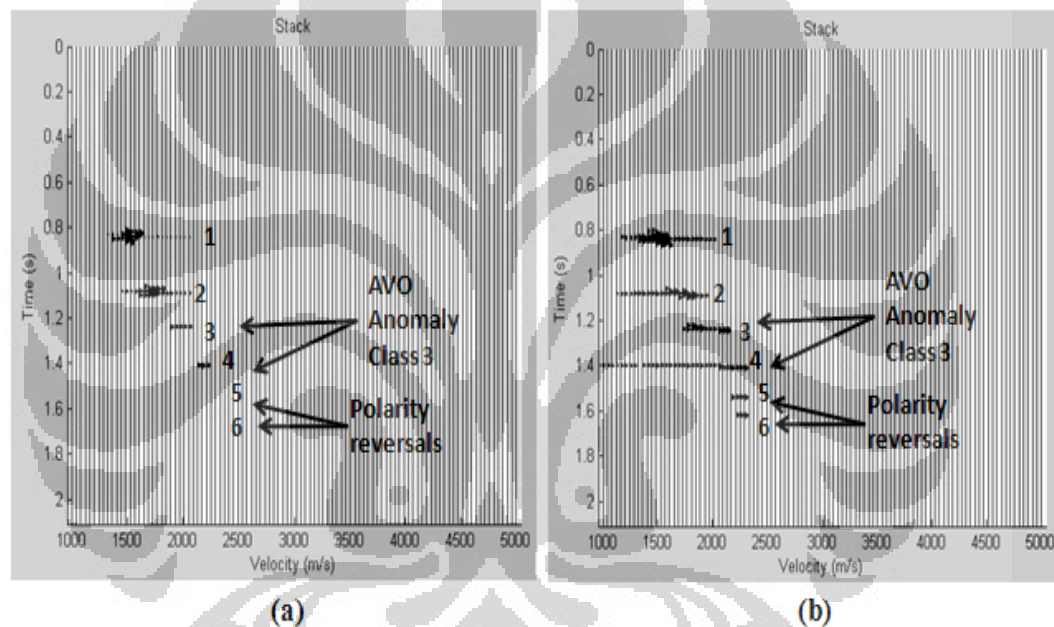 Stack
0
0.2
0.4
0.6
0.8
1
1.2
1.4
1.6
1.8
2
Time (s)
1
2
3
4
5
6
AVO
Anomaly
Class 3
Polarity
reversals
1000 1500 2000 2500 3000 3500 4000 4500 5000
Velocity (m/s)
(a)
Stack
0
0.2
0.4
0.6
0.8
1
1.2
1.4
1.6
1.8
2
Time (s)
1
2
3
4
5
6
AVO
Anomaly
Class 3
Polarity
reversals
1000 1500 2000 2500 3000 3500 4000 4500 5000
Velocity (m/s)
(b)